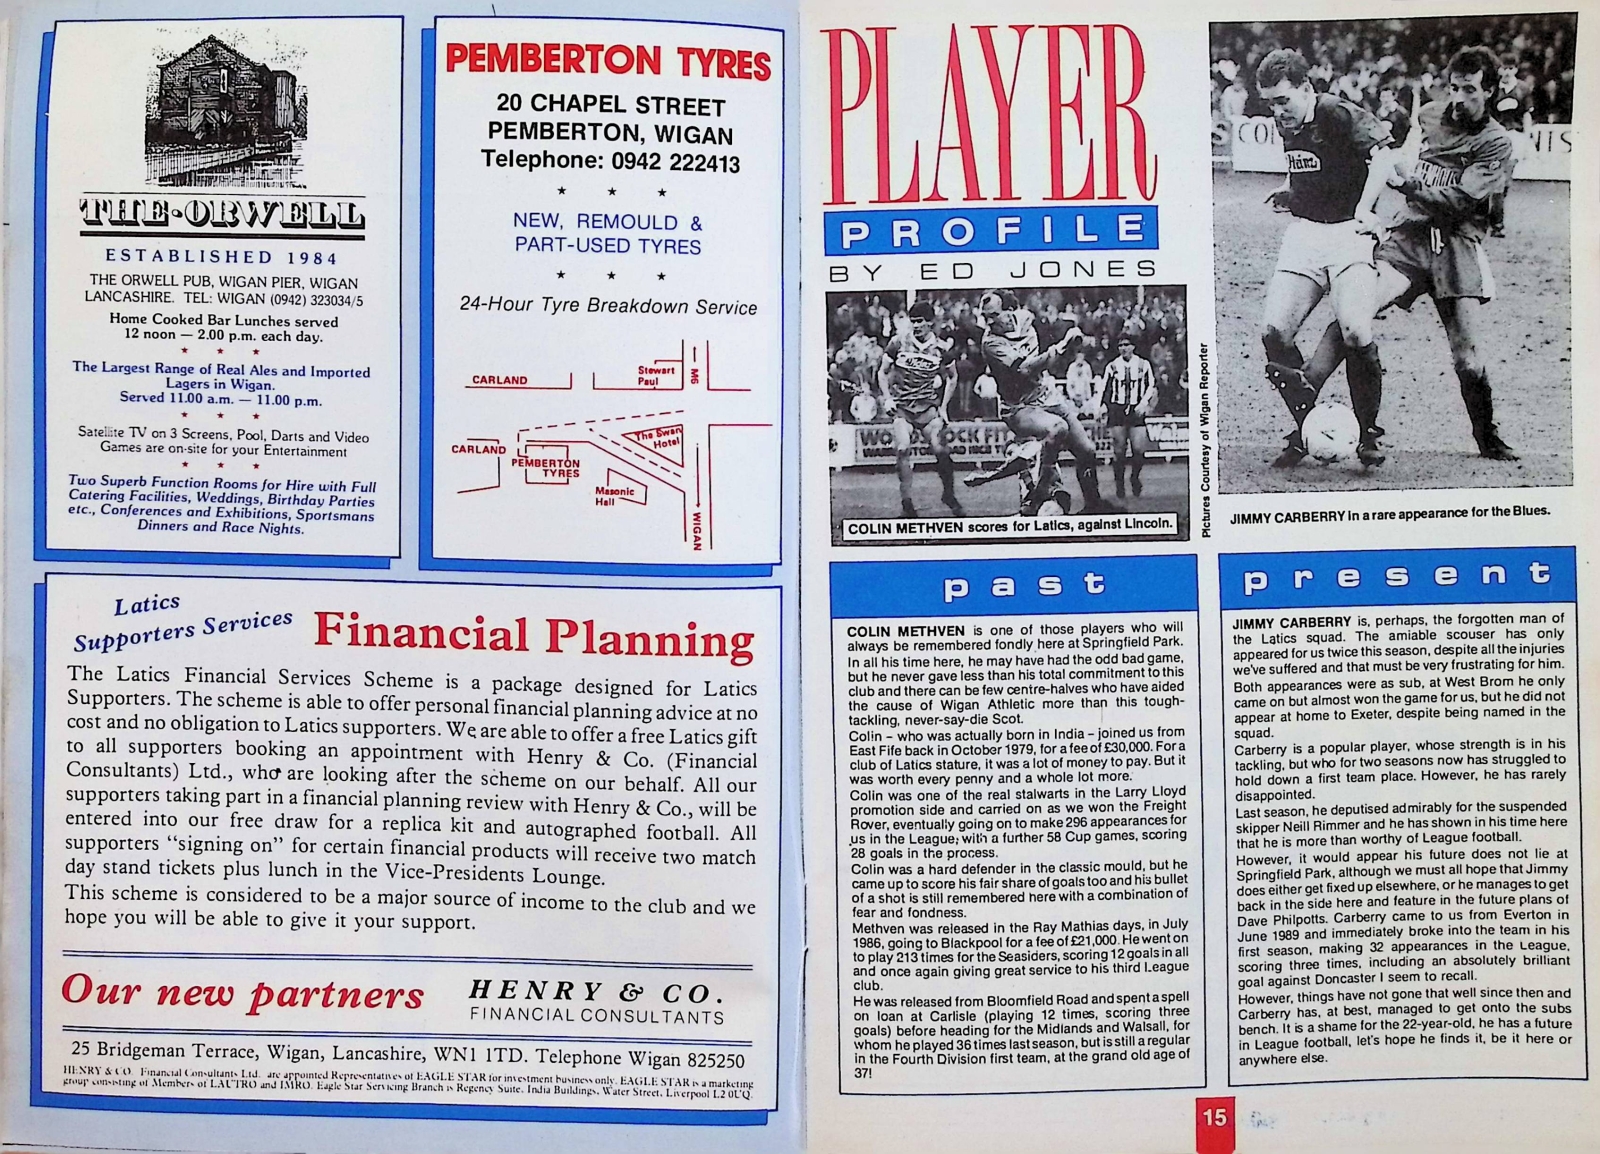 THE·ORWELL
ESTABLISHED 1984
THE ORWELL PUB, WIGAN PIER, WIGAN
LANCASHIRE. TEL: WIGAN (0942) 323034/5
Home Cooked Bar Lunches served
12 noon — 2.00 p.m. each day.
★ ★ ★
The Largest Range of Real Ales and Imported
Lagers in Wigan.
Served 11.00 a.m. — 11.00 p.m.
★ ★ ★
Satellite TV on 3 Screens, Pool, Darts and Video
Games are on-site for your Entertainment
★ ★ ★
Two Superb Function Rooms for Hire with Full
Catering Facilities, Weddings, Birthday Parties
etc., Conferences and Exhibitions, Sportsmans
Dinners and Race Nights.
PEMBERTON TYRES
20 CHAPEL STREET
PEMBERTON, WIGAN
Telephone: 0942 222413
★ ★ ★
NEW, REMOULD &
PART-USED TYRES
★ ★ ★
24-Hour Tyre Breakdown Service
CARLAND
Stewart
Paul
M6
The Swan
Hotel
CARLAND
PEMBERTON
TYRES
Masonic
Hall
WIGAN
Latics
Supporters Services
Financial Planning
The Latics Financial Services Scheme is a package designed for Latics
Supporters. The scheme is able to offer personal financial planning advice at no
cost and no obligation to Latics supporters. We are able to offer a free Latics gift
to all supporters booking an appointment with Henry & Co. (Financial
Consultants) Ltd., who are looking after the scheme on our behalf. All our
supporters taking part in a financial planning review with Henry & Co., will be
entered into our free draw for a replica kit and autographed football. All
supporters "signing on" for certain financial products will receive two match
day stand tickets plus lunch in the Vice-Presidents Lounge.
This scheme is considered to be a major source of income to the club and we
hope you will be able to give it your support.
Our new partners
HENRY & CO.
FINANCIAL CONSULTANTS
25 Bridgeman Terrace, Wigan, Lancashire, WN1 1TD. Telephone Wigan 825250
HENRY & CO. Financial Consultants Ltd. are appointed Representatives of EAGLE STAR for investment business only. EAGLE STAR is a marketing
group consisting of Members of LAUTRO and IMRO. Eagle Star Servicing Branch is Regency Suite, India Buildings, Water Street, Liverpool L2 0UQ.
PLAYER
PROFILE
BY ED JONES
COLIN METHVEN scores for Latics, against Lincoln.
Pictures Courtesy of Wigan Reporter
Heinz
JIMMY CARBERRY in a rare appearance for the Blues.
past
COLIN METHVEN is one of those players who will
always be remembered fondly here at Springfield Park.
In all his time here, he may have had the odd bad game,
but he never gave less than his total commitment to this
club and there can be few centre-halves who have aided
the cause of Wigan Athletic more than this tough-
tackling, never-say-die Scot.
Colin – who was actually born in India – joined us from
East Fife back in October 1979, for a fee of £30,000. For a
club of Latics stature, it was a lot of money to pay. But it
was worth every penny and a whole lot more.
Colin was one of the real stalwarts in the Larry Lloyd
promotion side and carried on as we won the Freight
Rover, eventually going on to make 296 appearances for
us in the League, with a further 58 Cup games, scoring
28 goals in the process.
Colin was a hard defender in the classic mould, but he
came up to score his fair share of goals too and his bullet
of a shot is still remembered here with a combination of
fear and fondness.
Methven was released in the Ray Mathias days, in July
1986, going to Blackpool for a fee of £21,000. He went on
to play 213 times for the Seasiders, scoring 12 goals in all
and once again giving great service to his third League
club.
He was released from Bloomfield Road and spent a spell
on loan at Carlisle (playing 12 times, scoring three
goals) before heading for the Midlands and Walsall, for
whom he played 36 times last season, but is still a regular
in the Fourth Division first team, at the grand old age of
37!
present
JIMMY CARBERRY is, perhaps, the forgotten man of
the Latics squad. The amiable scouser has only
appeared for us twice this season, despite all the injuries
we've suffered and that must be very frustrating for him.
Both appearances were as sub, at West Brom he only
came on but almost won the game for us, but he did not
appear at home to Exeter, despite being named in the
squad.
Carberry is a popular player, whose strength is in his
tackling, but who for two seasons now has struggled to
hold down a first team place. However, he has rarely
disappointed.
Last season, he deputised admirably for the suspended
skipper Neill Rimmer and he has shown in his time here
that he is more than worthy of League football.
However, it would appear his future does not lie at
Springfield Park, although we must all hope that Jimmy
does either get fixed up elsewhere, or he manages to get
back in the side here and feature in the future plans of
Dave Philpotts. Carberry came to us from Everton in
June 1989 and immediately broke into the team in his
first season, making 32 appearances in the League,
scoring three times, including an absolutely brilliant
goal against Doncaster I seem to recall.
However, things have not gone that well since then and
Carberry has, at best, managed to get onto the subs
bench. It is a shame for the 22-year-old, he has a future
in League football, let's hope he finds it, be it here or
anywhere else.
15